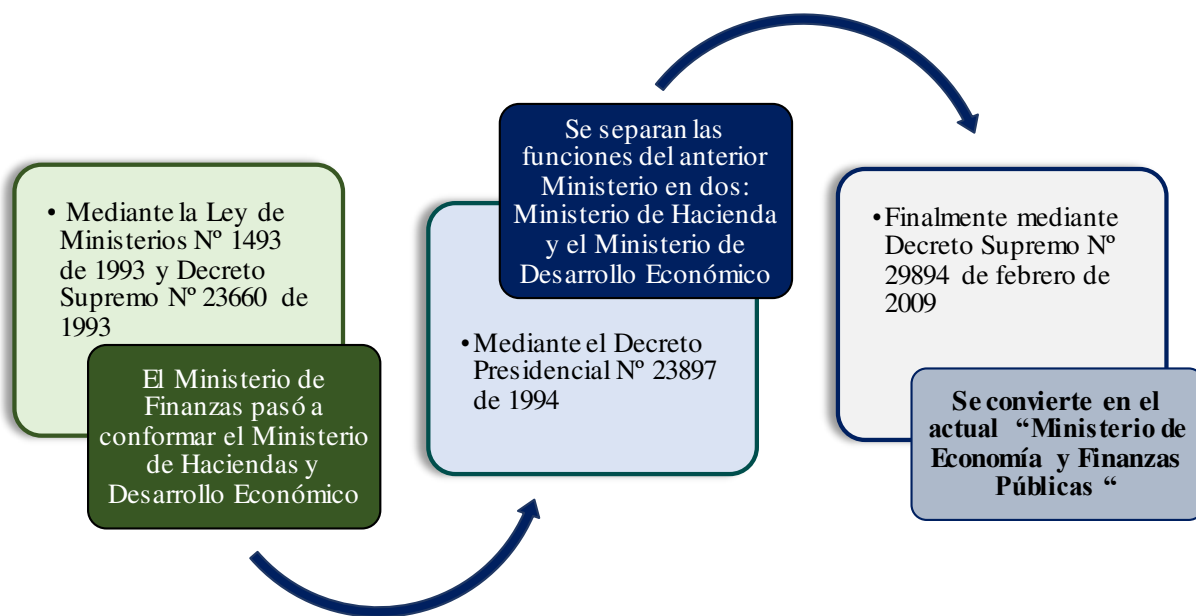 • Mediante la Ley de
Ministerios Nº 1493
de 1993 y Decreto
Supremo Nº 23660 de
1993
El Ministerio de
Finanzas pasó a
conformar el Ministerio
de Haciendas y
Desarrollo Económico
Se separan las
funciones del anterior
Ministerio en dos:
Ministerio de Hacienda
y el Ministerio de
Desarrollo Económico
• Mediante el Decreto
Presidencial Nº 23897
de 1994
• Finalmente mediante
Decreto Supremo Nº
29894 de febrero de
2009
Se convierte en el
actual “Ministerio de
Economía y Finanzas
Públicas “